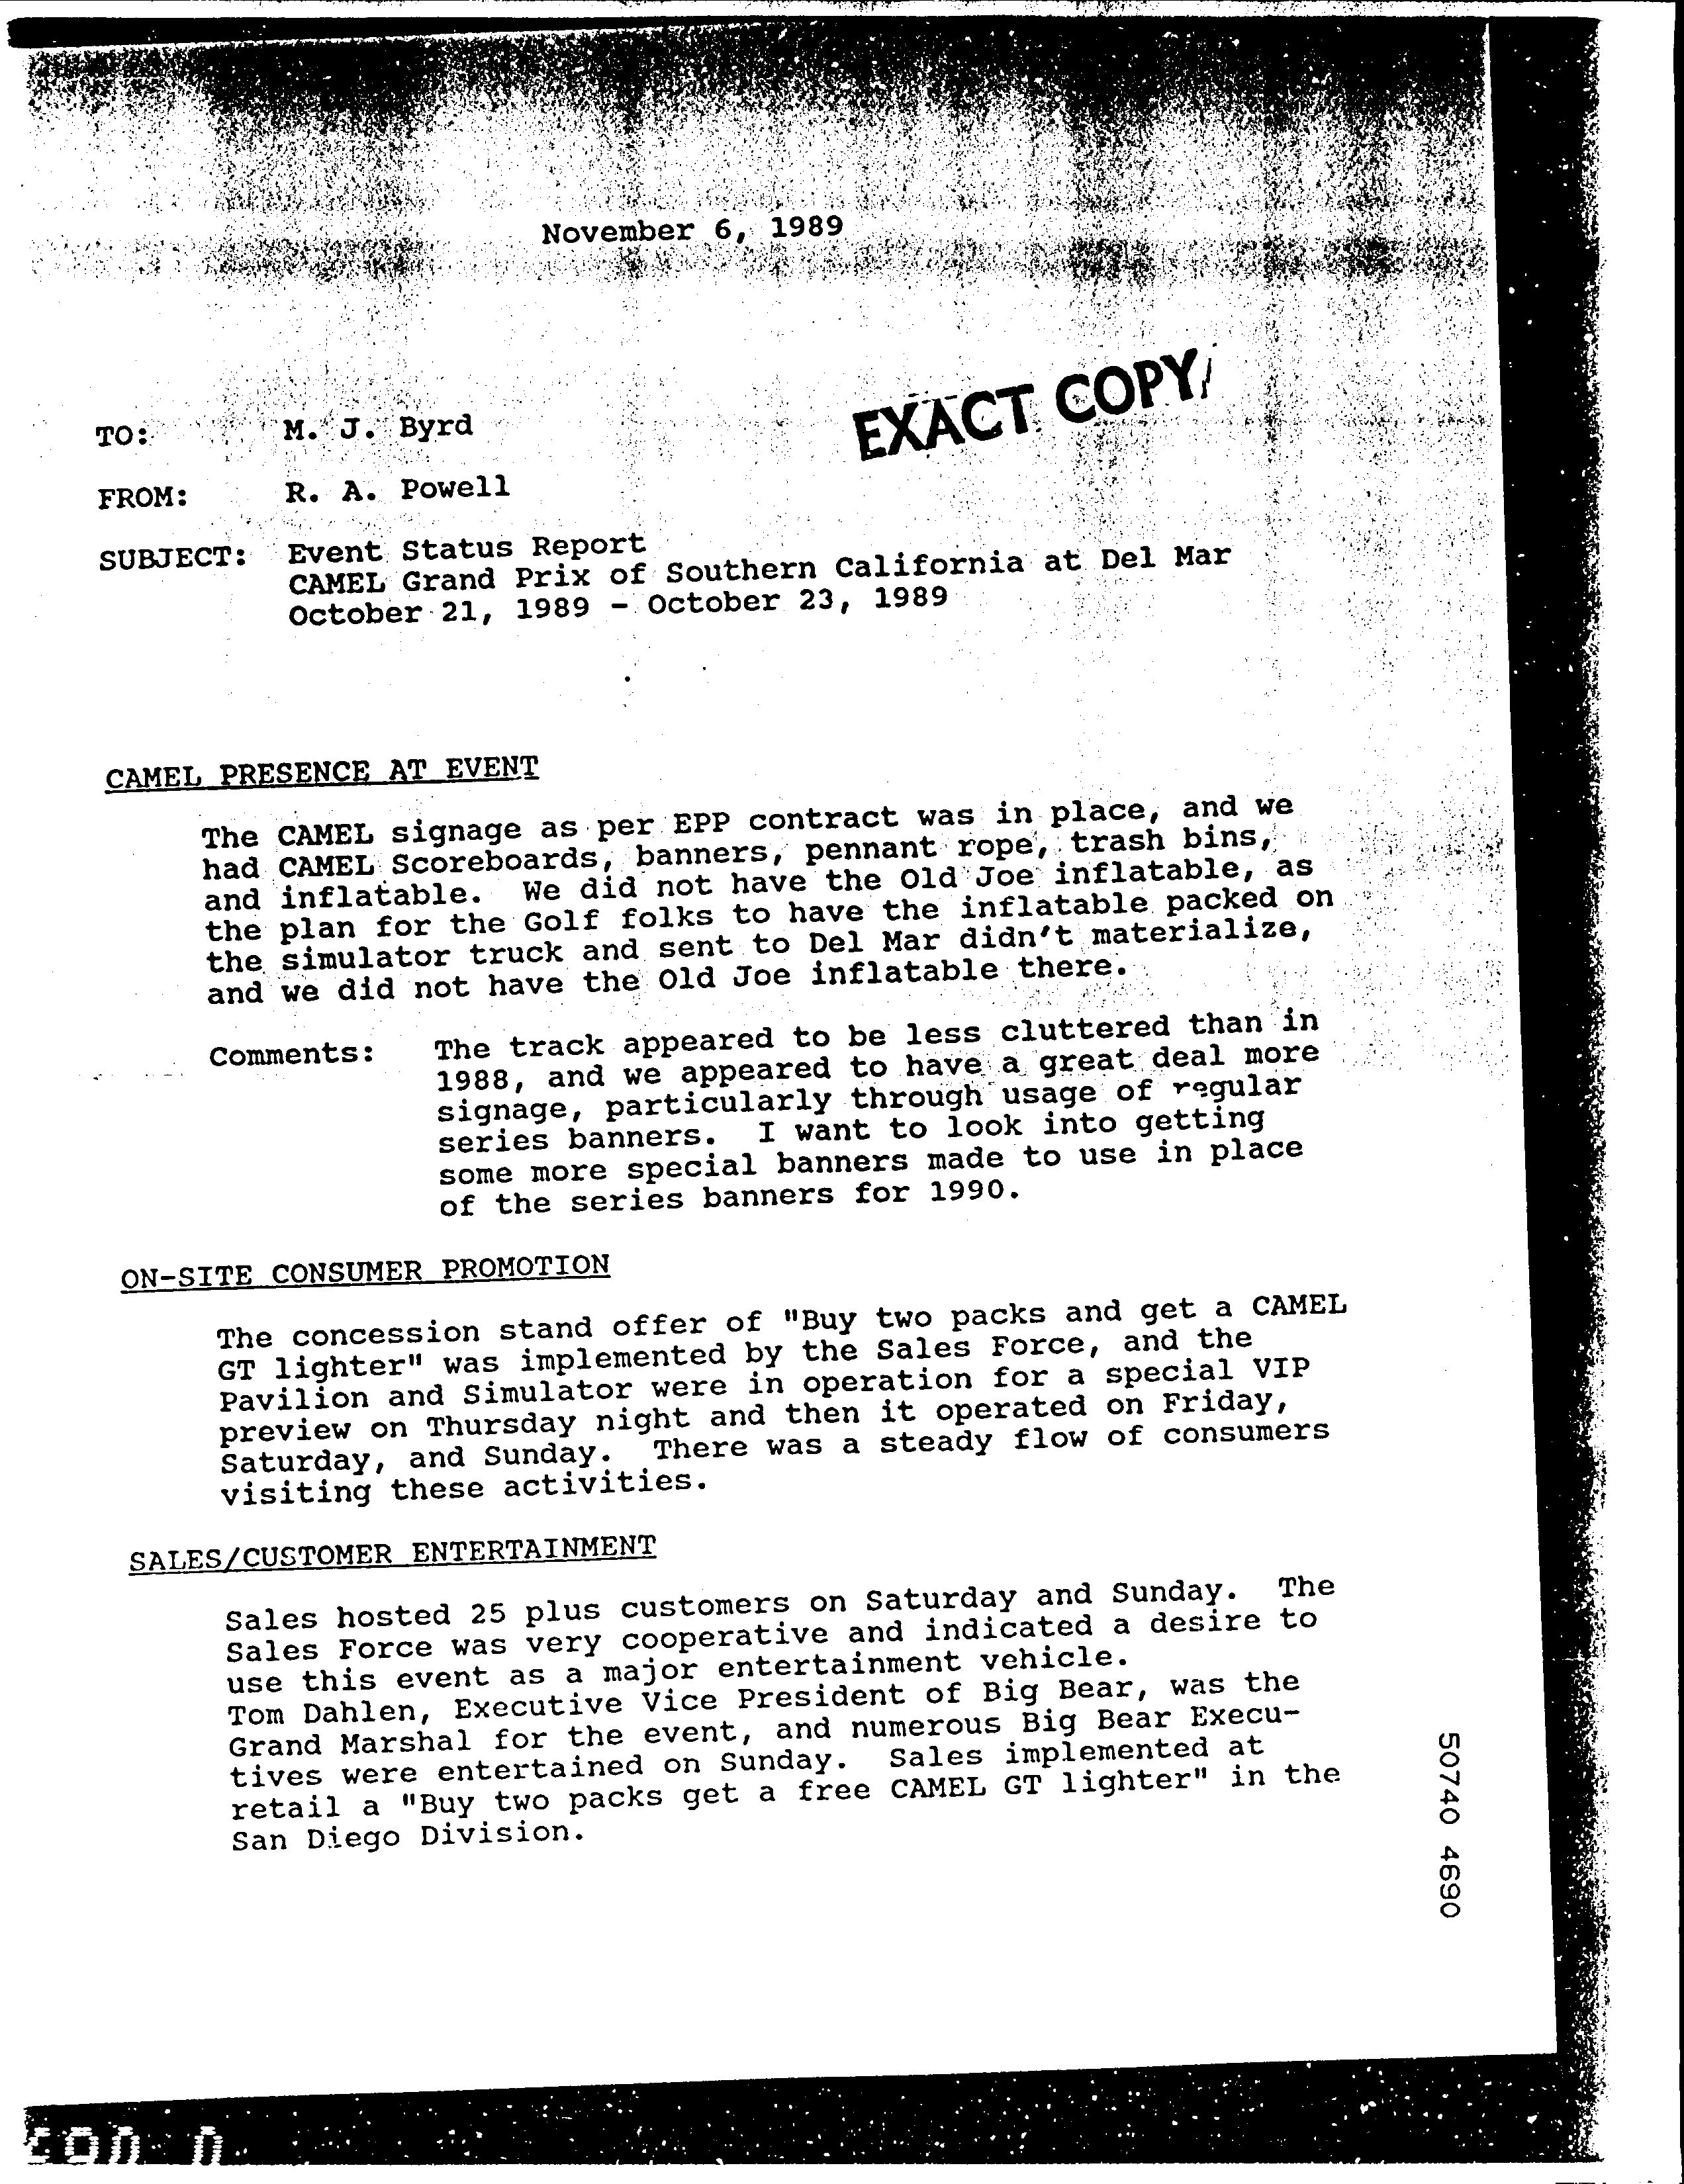 November 6, 1989
EXACT COPY
TO: M. J. Byrd
FROM: R. A. Powell
SUBJECT: Event Status Report
CAMEL Grand Prix of Southern California at Del Mar
October 21, 1989 - October 23, 1989
CAMEL PRESENCE AT EVENT
The CAMEL signage as per EPP contract was in place, and we
had CAMEL Scoreboards, banners, pennant rope, trash bins,
and inflatable. We did not have the Old Joe inflatable, as
the plan for the Golf folks to have the inflatable packed on
the simulator truck and sent to Del Mar didn't materialize,
and we did not have the Old Joe inflatable there.
Comments: The track appeared to be less cluttered than in
1988, and we appeared to have a great deal more
signage, particularly through usage of regular
series banners. I want to look into getting
some more special banners made to use in place
of the series banners for 1990.
ON-SITE CONSUMER PROMOTION
The concession stand offer of "Buy two packs and get a CAMEL
GT lighter" was implemented by the Sales Force, and the
Pavilion and Simulator were in operation for a special VIP
preview on Thursday night and then it operated on Friday,
Saturday, and Sunday. There was a steady flow of consumers
visiting these activities.
SALES/CUSTOMER ENTERTAINMENT
Sales hosted 25 plus customers on Saturday and Sunday. The
Sales Force was very cooperative and indicated a desire to
use this event as a major entertainment vehicle.
Tom Dahlen, Executive Vice President of Big Bear, was the
Grand Marshal for the event, and numerous Big Bear Execu-
tives were entertained on Sunday. Sales implemented at
retail a "Buy two packs get a free CAMEL GT lighter" in the
San Diego Division.
50740 4690